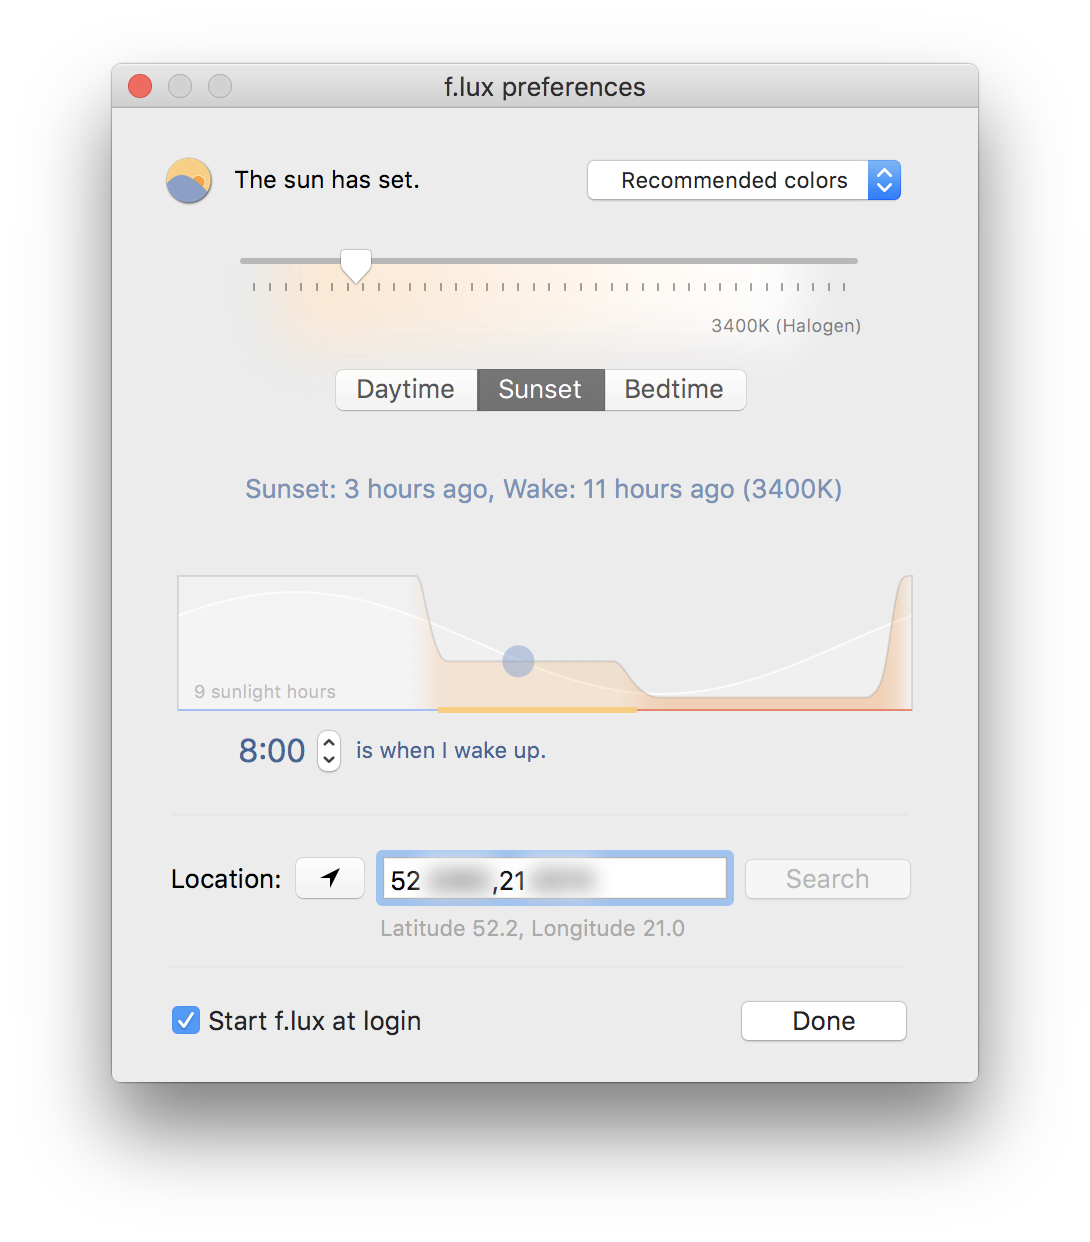 f.lux preferences
The sun has set.
Recommended colors
3400K (Halogen)
Daytime
Sunset
Bedtime
Sunset: 3 hours ago, Wake: 11 hours ago (3400K)
9 sunlight hours
8:00
is when I wake up.
Location:
52 ,21
Search
Latitude 52.2, Longitude 21.0
Start f.lux at login
Done